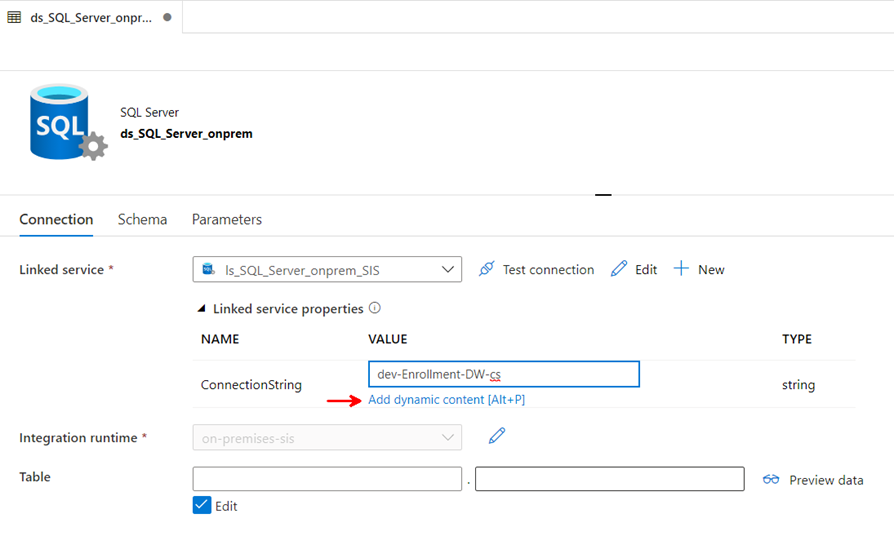 ds_SQL_Server_onpr...
SQL
SQL Server
ds_SQL_Server_onprem
Connection Schema Parameters
Linked service * SQL ls_SQL_Server_onprem_SIS Test connection Edit New
Linked service properties
NAME VALUE TYPE
ConnectionString dev-Enrollment-DW-cs string
Add dynamic content [Alt+P]
Integration runtime * on-premises-sis
Table . Preview data
Edit